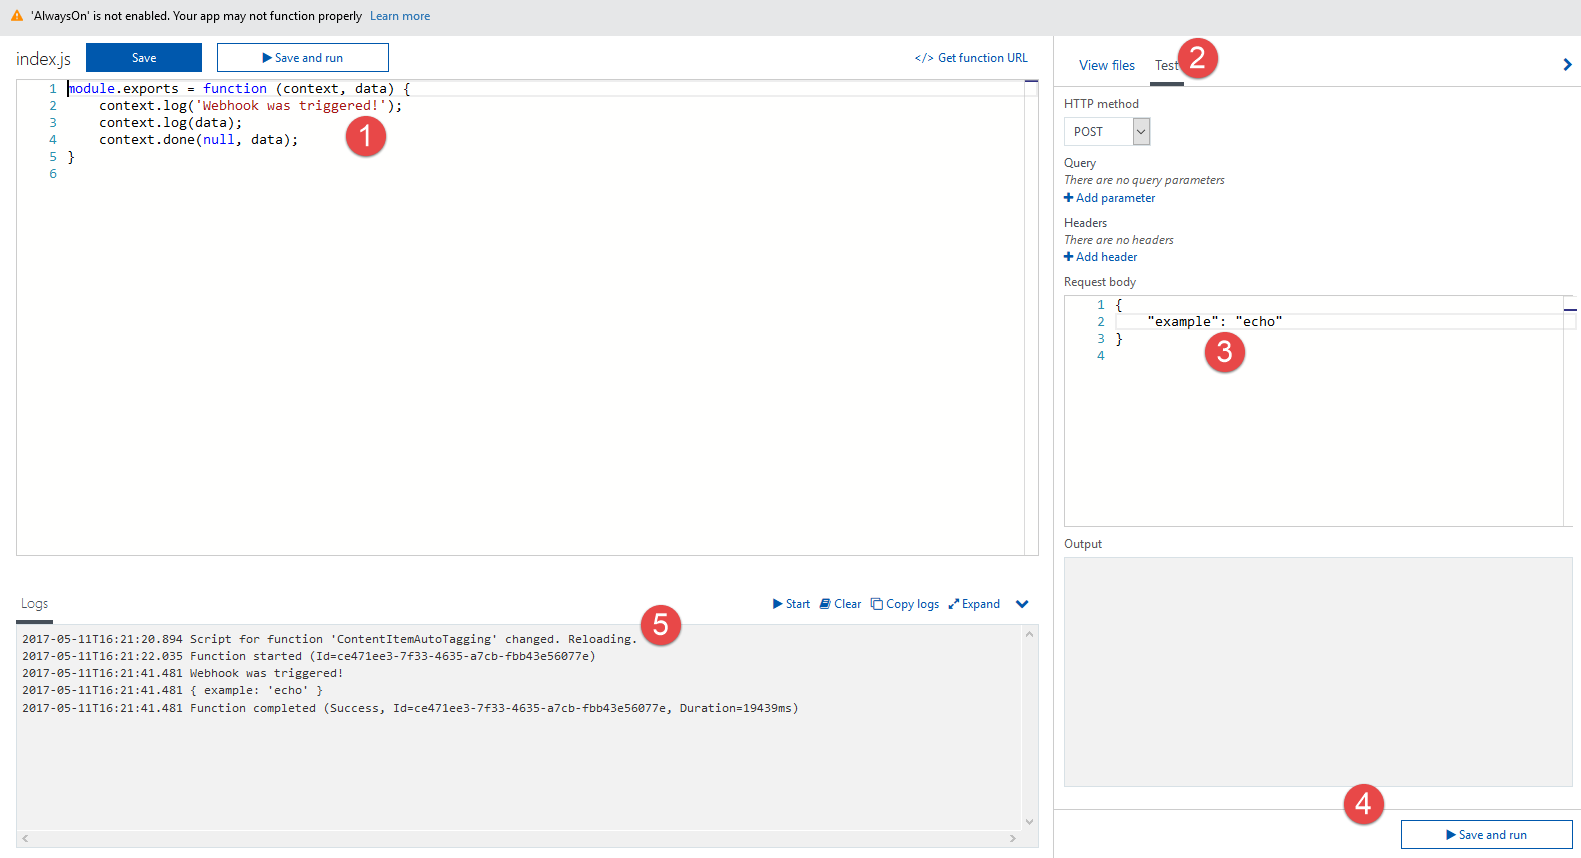 'AlwaysOn' is not enabled. Your app may not function properly Learn more
index.js Save Save and run </> Get function URL
1 module.exports = function (context, data) {
2 context.log('Webhook was triggered!');
3 context.log(data);
4 context.done(null, data);
5 }
6
1
View files Test 2
HTTP method
POST
Query
There are no query parameters
Add parameter
Headers
There are no headers
Add header
Request body
1 {
2 "example": "echo"
3 }
4
3
Output
4
Save and run
Logs Start Clear Copy logs Expand
5
2017-05-11T16:21:20.894 Script for function 'ContentItemAutoTagging' changed. Reloading.
2017-05-11T16:21:22.035 Function started (Id=ce471ee3-7f33-4635-a7cb-fbb43e56077e)
2017-05-11T16:21:41.481 Webhook was triggered!
2017-05-11T16:21:41.481 { example: 'echo' }
2017-05-11T16:21:41.481 Function completed (Success, Id=ce471ee3-7f33-4635-a7cb-fbb43e56077e, Duration=19439ms)